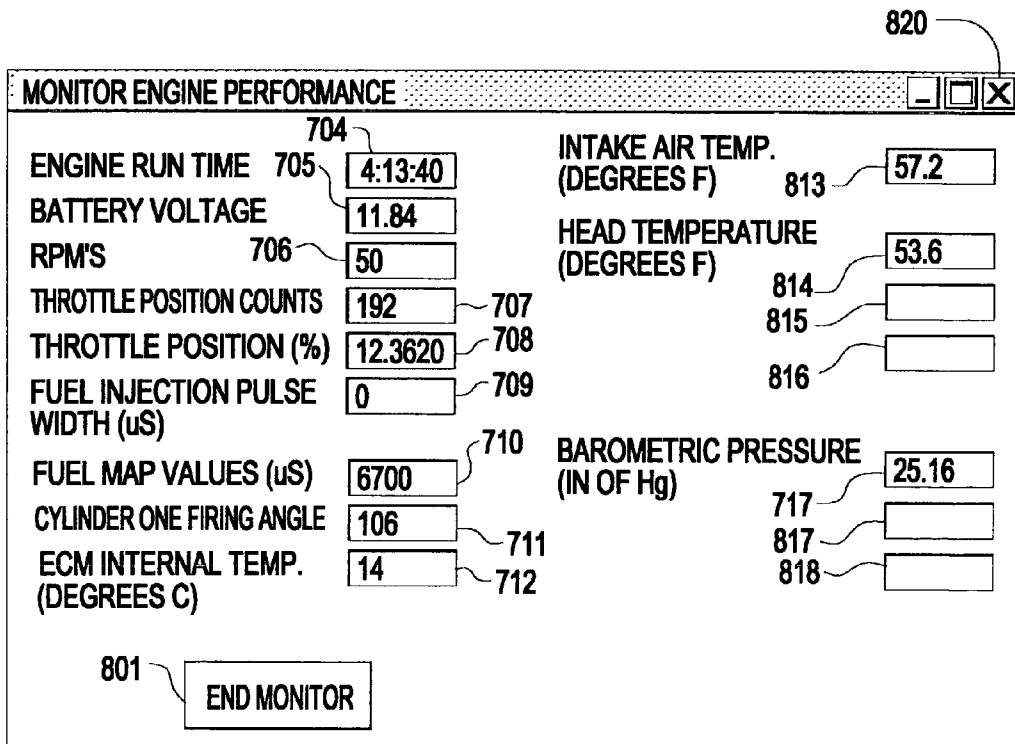 820
MONITOR ENGINE PERFORMANCE
704
ENGINE RUN TIME 705 4:13:40
BATTERY VOLTAGE 11.84
RPM'S 706 50
THROTTLE POSITION COUNTS 192 707
THROTTLE POSITION (%) 12.3620 708
FUEL INJECTION PULSE
WIDTH (uS) 0 709
FUEL MAP VALUES (uS) 6700 710
CYLINDER ONE FIRING ANGLE 106 711
ECM INTERNAL TEMP.
(DEGREES C) 14 712
801
END MONITOR
INTAKE AIR TEMP.
(DEGREES F) 813 57.2
HEAD TEMPERATURE
(DEGREES F) 53.6
814
815
816
BAROMETRIC PRESSURE
(IN OF Hg) 25.16
717
817
818